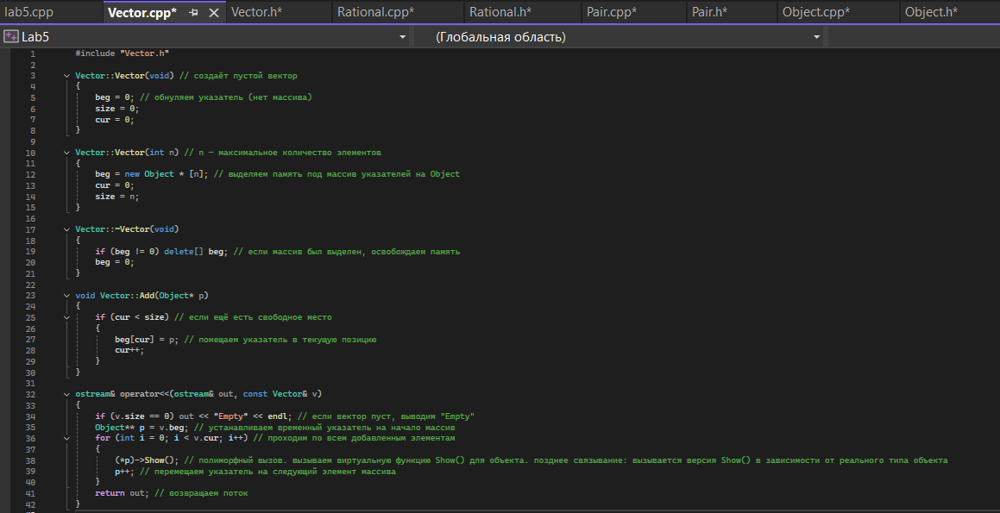 lab5.cpp Vector.cpp* Vector.h* Rational.cpp* Rational.h* Pair.cpp* Pair.h* Object.cpp* Object.h*
Lab5 (Глобальная область)
1 #include "Vector.h"
2
3 Vector::Vector(void) // создаёт пустой вектор
4 {
5 beg = 0; // обнуляем указатель (нет массива)
6 size = 0;
7 cur = 0;
8 }
9
10 Vector::Vector(int n) // n — максимальное количество элементов
11 {
12 beg = new Object * [n]; // выделяем память под массив указателей на Object
13 cur = 0;
14 size = n;
15 }
16
17 Vector::~Vector(void)
18 {
19 if (beg != 0) delete[] beg; // если массив был выделен, освобождаем память
20 beg = 0;
21 }
22
23 void Vector::Add(Object* p)
24 {
25 if (cur < size) // если ещё есть свободное место
26 {
27 beg[cur] = p; // помещаем указатель в текущую позицию
28 cur++;
29 }
30 }
31
32 ostream& operator<<(ostream& out, const Vector& v)
33 {
34 if (v.size == 0) out << "Empty" << endl; // если вектор пуст, выводим "Empty"
35 Object** p = v.beg; // устанавливаем временный указатель на начало массив
36 for (int i = 0; i < v.cur; i++) // проходим по всем добавленным элементам
37 {
38 (*p)->Show(); // полиморфный вызов. вызываем виртуальную функцию Show() для объекта. позднее связывание: вызывается версия Show() в зависимости от реального типа объекта
39 p++; // перемещаем указатель на следующий элемент массива
40 }
41 return out; // возвращаем поток
42 }